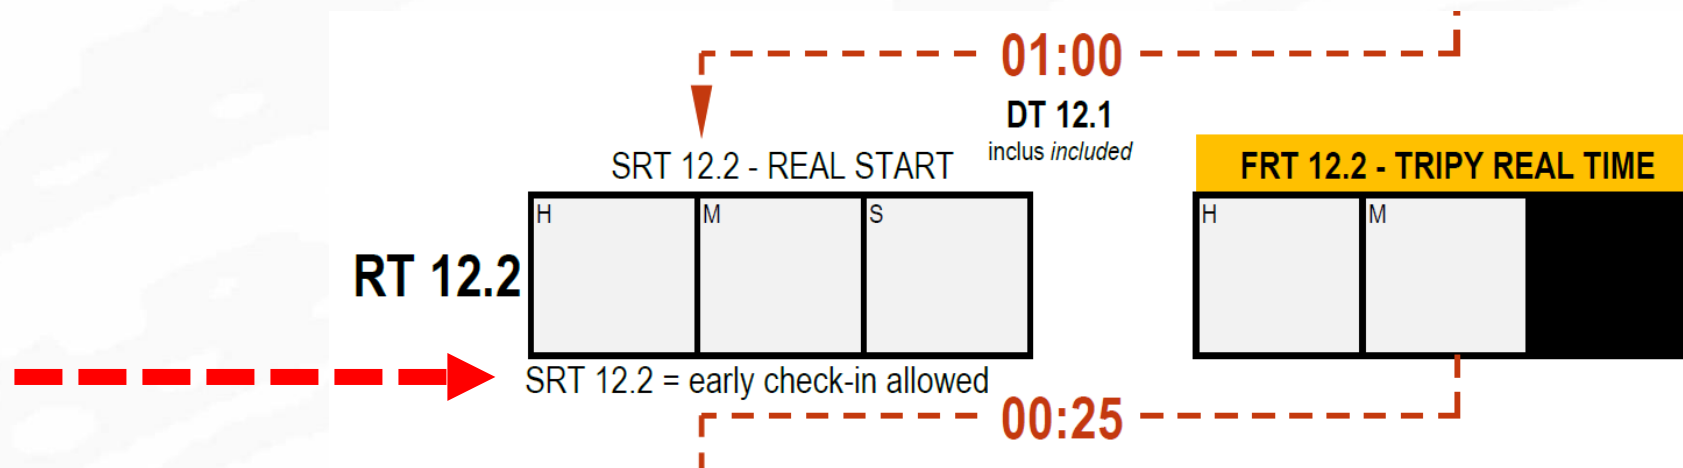 01:00
DT 12.1
inclus included
SRT 12.2 - REAL START
FRT 12.2 - TRIPY REAL TIME
H M S
H M
RT 12.2
SRT 12.2 = early check-in allowed
00:25